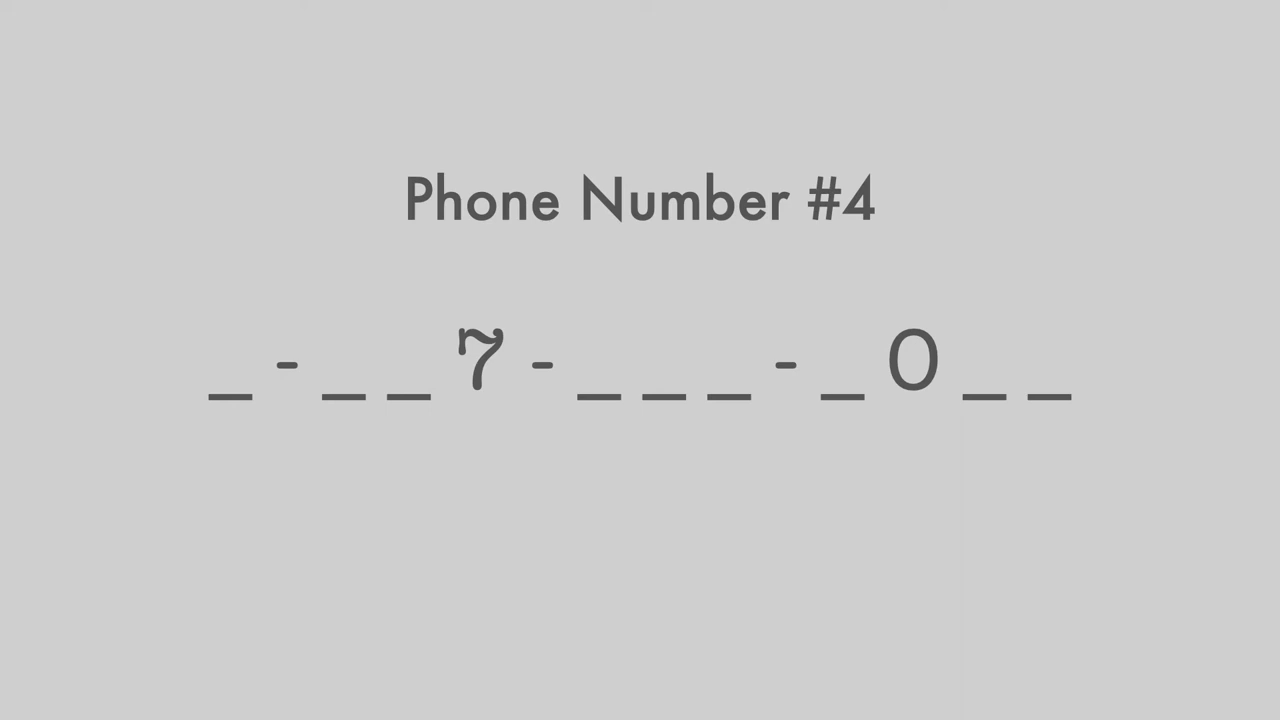 Phone Number #4
_ - _ _ 7 - _ _ _ - _ 0 _ _